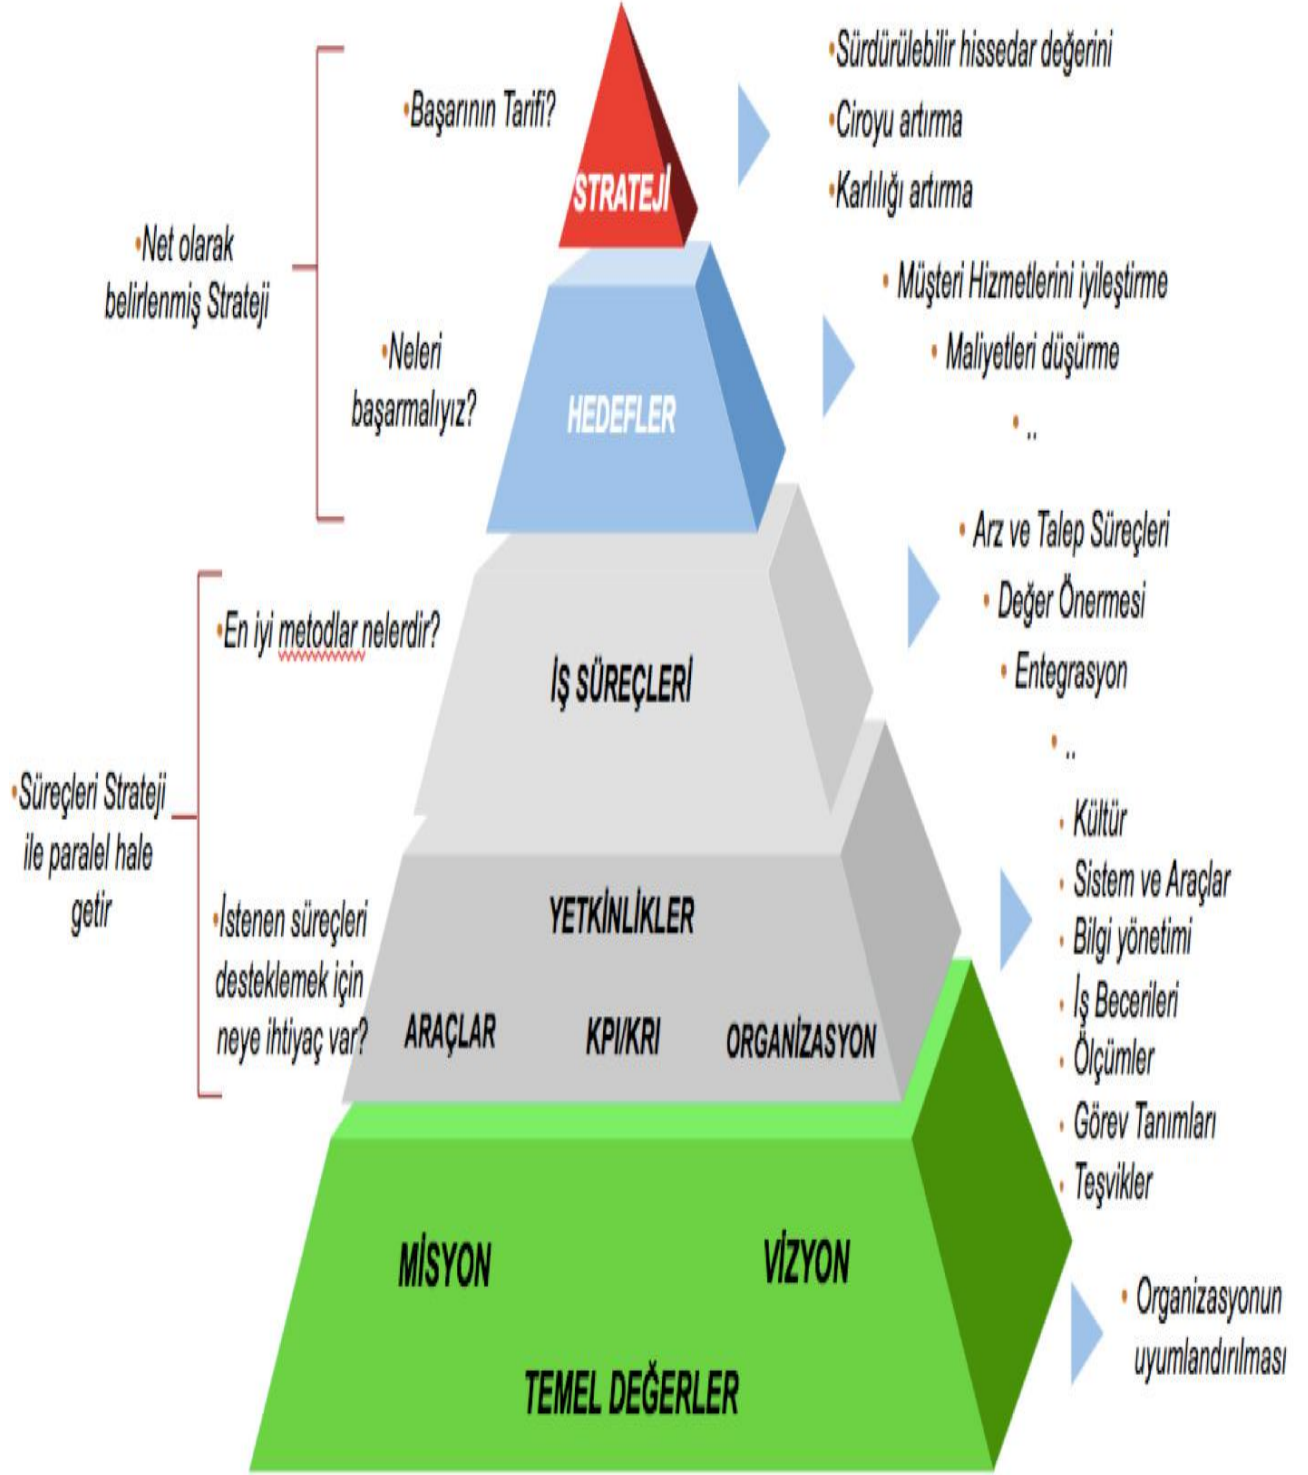 •Başarının Tarifi?
STRATEJİ
•Sürdürülebilir hissedar değerini
•Ciroyu artırma
•Karlılığı artırma
•Net olarak
belirlenmiş Strateji
•Neleri
başarmalıyız?
HEDEFLER
• Müşteri Hizmetlerini iyileştirme
• Maliyetleri düşürme
• ..
•En iyi metodlar nelerdir?
İŞ SÜREÇLERİ
• Arz ve Talep Süreçleri
• Değer Önermesi
• Entegrasyon
• ..
•Süreçleri Strateji
ile paralel hale
getir
•İstenen süreçleri
desteklemek için
neye ihtiyaç var?
YETKİNLİKLER
ARAÇLAR KPI/KRI ORGANİZASYON
• Kültür
• Sistem ve Araçlar
• Bilgi yönetimi
• İş Becerileri
• Ölçümler
• Görev Tanımları
• Teşvikler
MİSYON VİZYON
TEMEL DEĞERLER
• Organizasyonun
uyumlandırılması